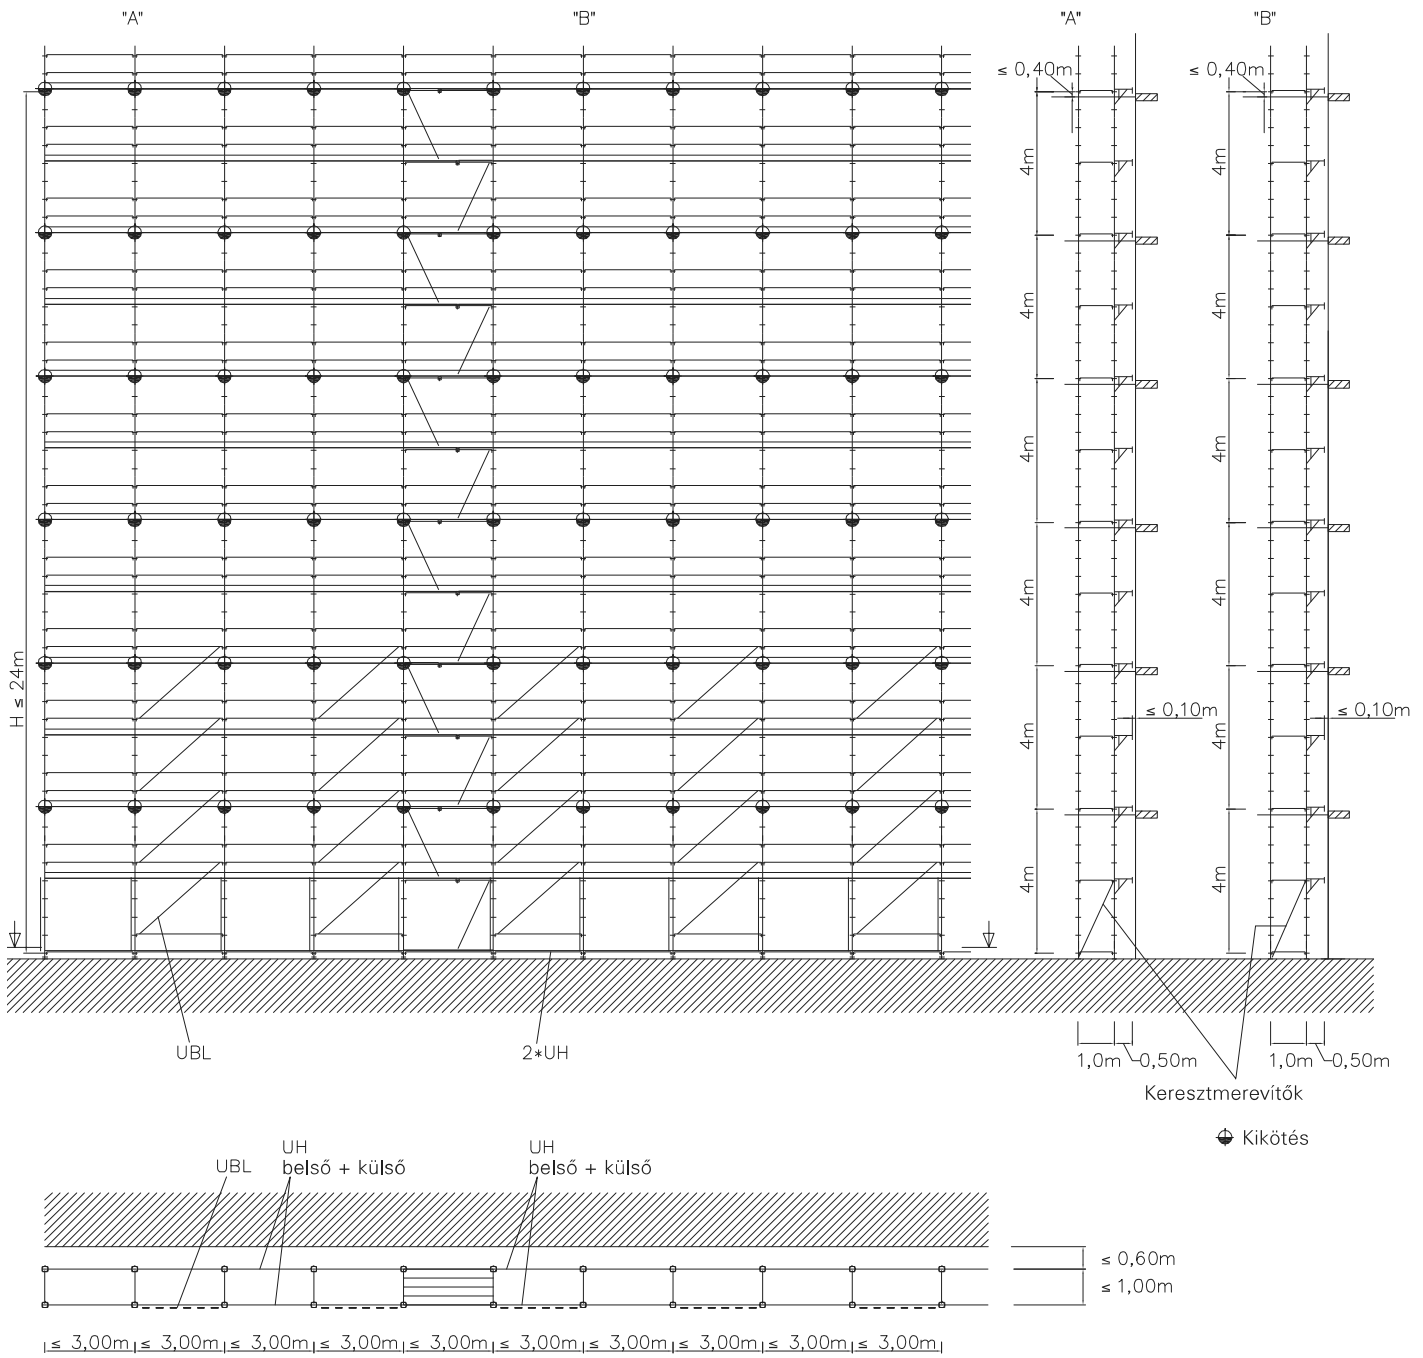 "A" "B" "A" "B"
≤ 0,40m ≤ 0,40m
4m 4m
4m 4m
4m 4m
4m 4m
H ≤ 24m
≤ 0,10m ≤ 0,10m
4m 4m
4m 4m
UBL 2*UH
1,0m 0,50m 1,0m 0,50m
Keresztmerevítők
Kikötés
UBL
UH
belső + külső
UH
belső + külső
≤ 0,60m
≤ 1,00m
≤ 3,00m ≤ 3,00m ≤ 3,00m ≤ 3,00m ≤ 3,00m ≤ 3,00m ≤ 3,00m ≤ 3,00m ≤ 3,00m ≤ 3,00m